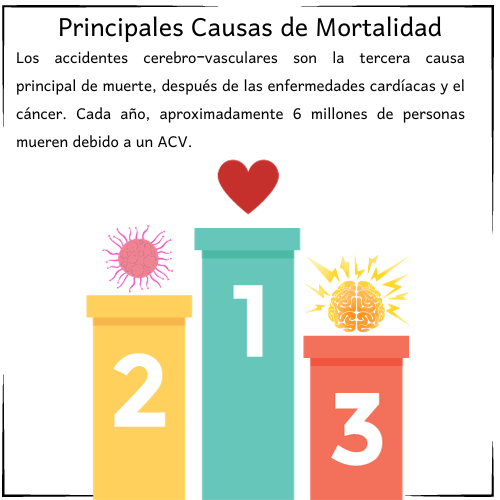 Principales Causas de Mortalidad
Los accidentes cerebro-vasculares son la tercera causa
principal de muerte, después de las enfermedades cardíacas y el
cáncer. Cada año, aproximadamente 6 millones de personas
mueren debido a un ACV.
1
2
3